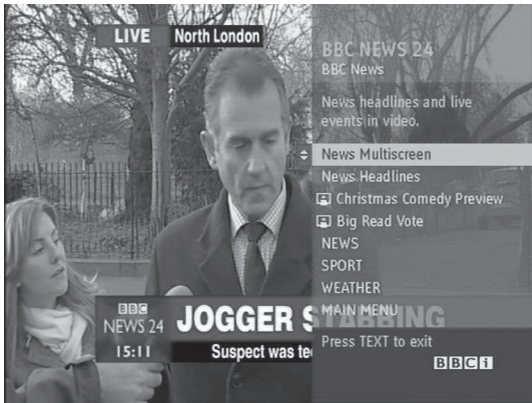 LIVE North London
BBC NEWS 24
BBC News
News headlines and live
events in video.
News Multiscreen
News Headlines
Christmas Comedy Preview
Big Read Vote
NEWS
SPORT
WEATHER
MAIN MENU
BBC
NEWS 24
JOGGER STABBING
15:11
Suspect was
Press TEXT to exit
BBCi